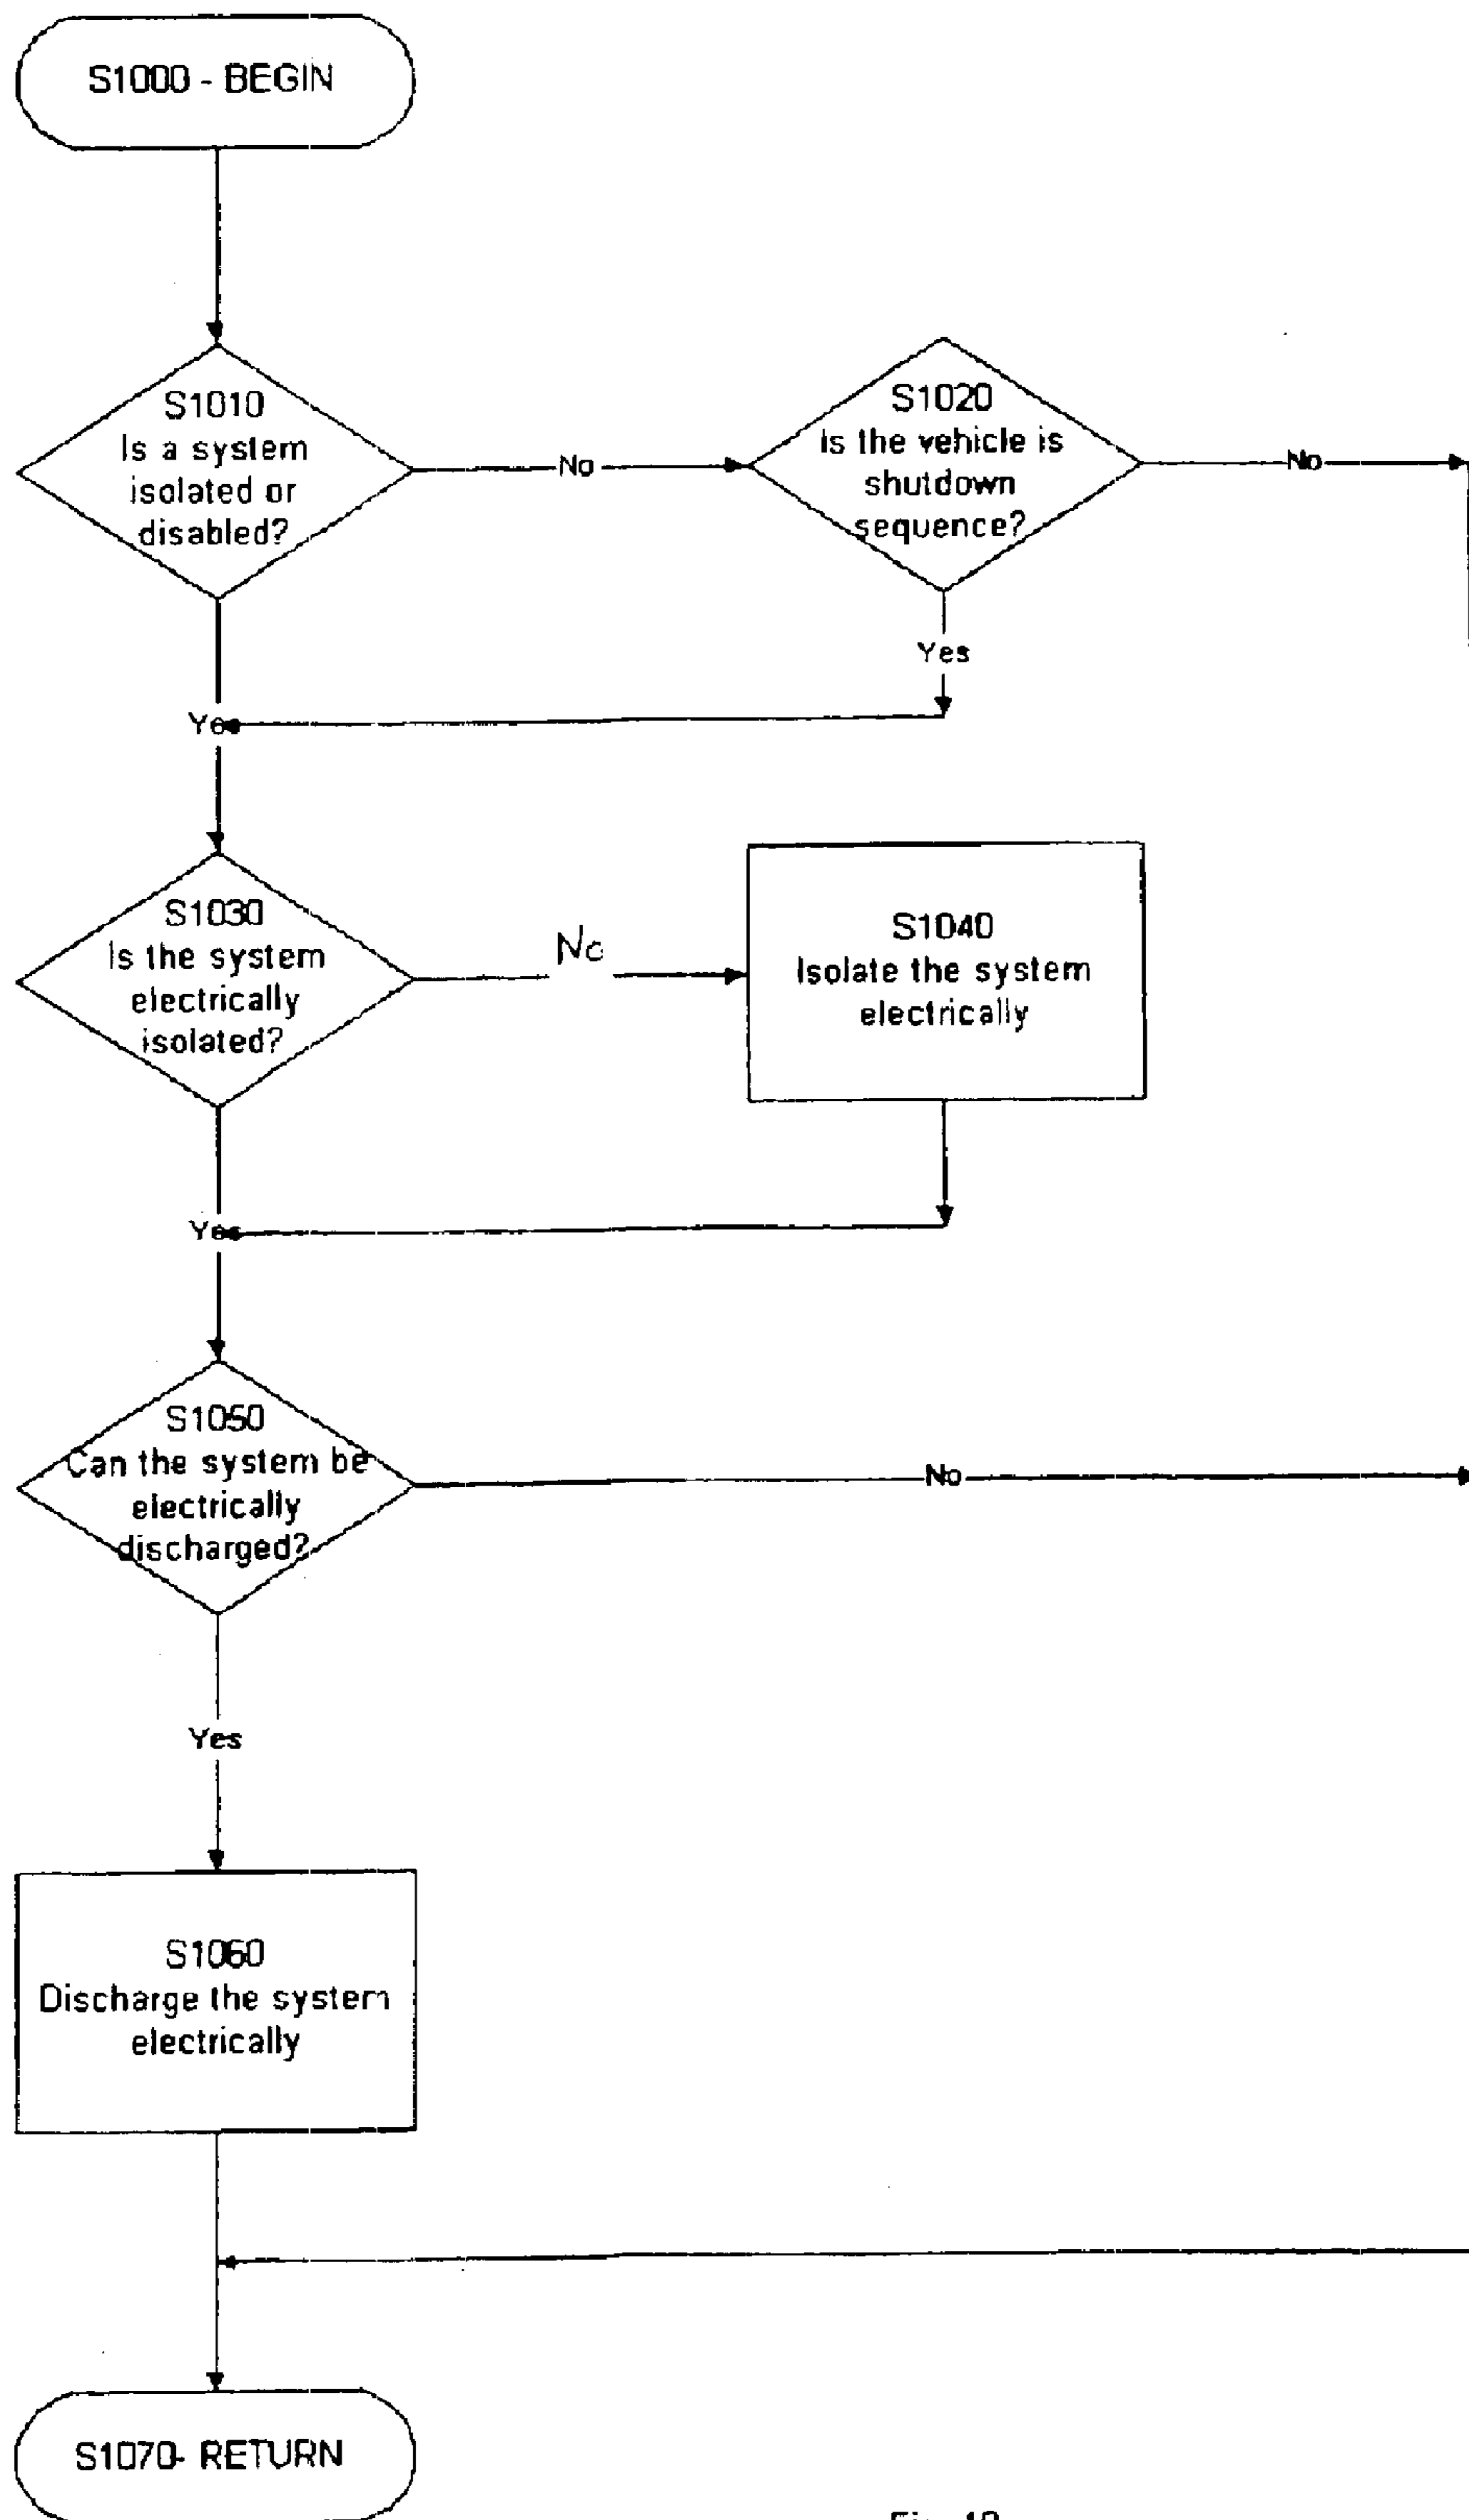 S1000 - BEGIN
S1010
Is a system
isolated or
disabled?
No
S1020
Is the vehicle is
shutdown
sequence?
No
Yes
Yes
S1030
Is the system
electrically
isolated?
No
S1040
Isolate the system
electrically
Yes
S1050
Can the system be
electrically
discharged?
No
Yes
S1060
Discharge the system
electrically
S1070- RETURN